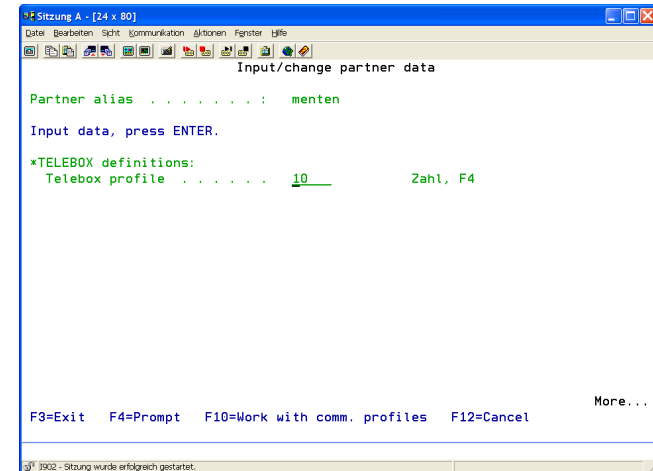 Sitzung A - [24 x 80]
Datei Bearbeiten Sicht Kommunikation Aktionen Fenster Hilfe
Input/change partner data
Partner alias . . . . . . . : menten
Input data, press ENTER.
*TELEBOX definitions:
Telebox profile . . . . . . 10 Zahl, F4
More...
F3=Exit F4=Prompt F10=Work with comm. profiles F12=Cancel
I902 - Sitzung wurde erfolgreich gestartet.